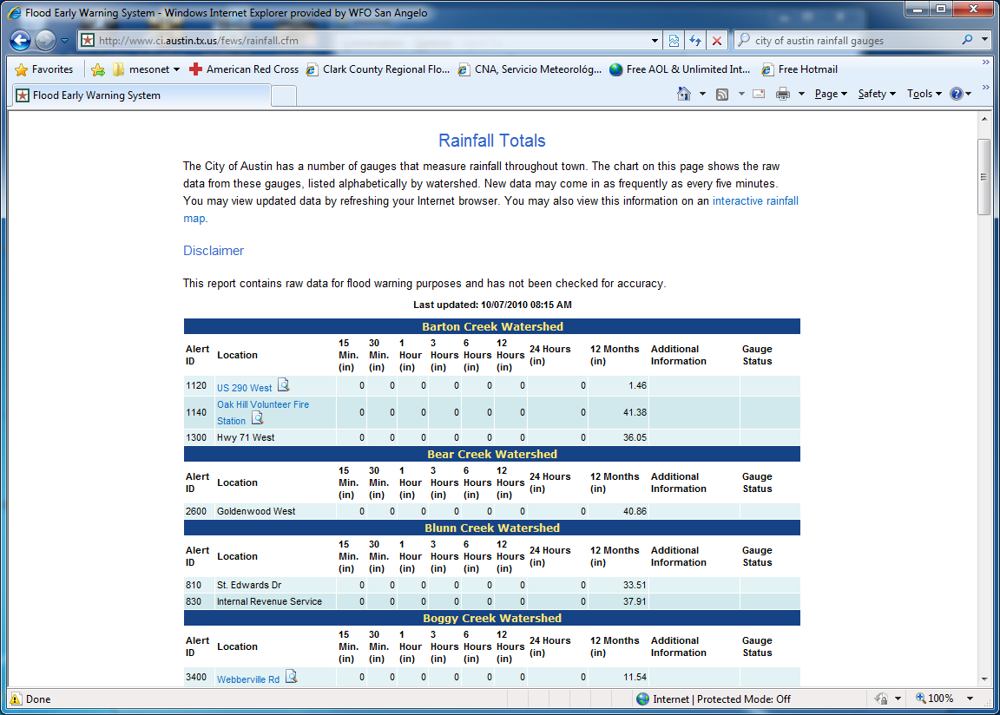 Flood Early Warning System - Windows Internet Explorer provided by WFO San Angelo
http://www.ci.austin.tx.us/fews/rainfall.cfm
city of austin rainfall gauges
Favorites mesonet American Red Cross Clark County Regional Flo... CNA, Servicio Meteorológ... Free AOL & Unlimited Int... Free Hotmail
Flood Early Warning System
Page Safety Tools
Rainfall Totals
The City of Austin has a number of gauges that measure rainfall throughout town. The chart on this page shows the raw
data from these gauges, listed alphabetically by watershed. New data may come in as frequently as every five minutes.
You may view updated data by refreshing your Internet browser. You may also view this information on an interactive rainfall
map.
Disclaimer
This report contains raw data for flood warning purposes and has not been checked for accuracy.
Last updated: 10/07/2010 08:15 AM
Barton Creek Watershed
Alert ID Location 15 Min. (in) 30 Min. (in) 1 Hour (in) 3 Hours (in) 6 Hours (in) 12 Hours (in) 24 Hours (in) 12 Months (in) Additional Information Gauge Status
1120 US 290 West 0 0 0 0 0 0 0 1.46
1140 Oak Hill Volunteer Fire Station 0 0 0 0 0 0 0 41.38
1300 Hwy 71 West 0 0 0 0 0 0 0 36.05
Bear Creek Watershed
Alert ID Location 15 Min. (in) 30 Min. (in) 1 Hour (in) 3 Hours (in) 6 Hours (in) 12 Hours (in) 24 Hours (in) 12 Months (in) Additional Information Gauge Status
2600 Goldenwood West 0 0 0 0 0 0 0 40.86
Blunn Creek Watershed
Alert ID Location 15 Min. (in) 30 Min. (in) 1 Hour (in) 3 Hours (in) 6 Hours (in) 12 Hours (in) 24 Hours (in) 12 Months (in) Additional Information Gauge Status
810 St. Edwards Dr 0 0 0 0 0 0 0 33.51
830 Internal Revenue Service 0 0 0 0 0 0 0 37.91
Boggy Creek Watershed
Alert ID Location 15 Min. (in) 30 Min. (in) 1 Hour (in) 3 Hours (in) 6 Hours (in) 12 Hours (in) 24 Hours (in) 12 Months (in) Additional Information Gauge Status
3400 Webberville Rd 0 0 0 0 0 0 0 11.54
Done Internet | Protected Mode: Off 100%